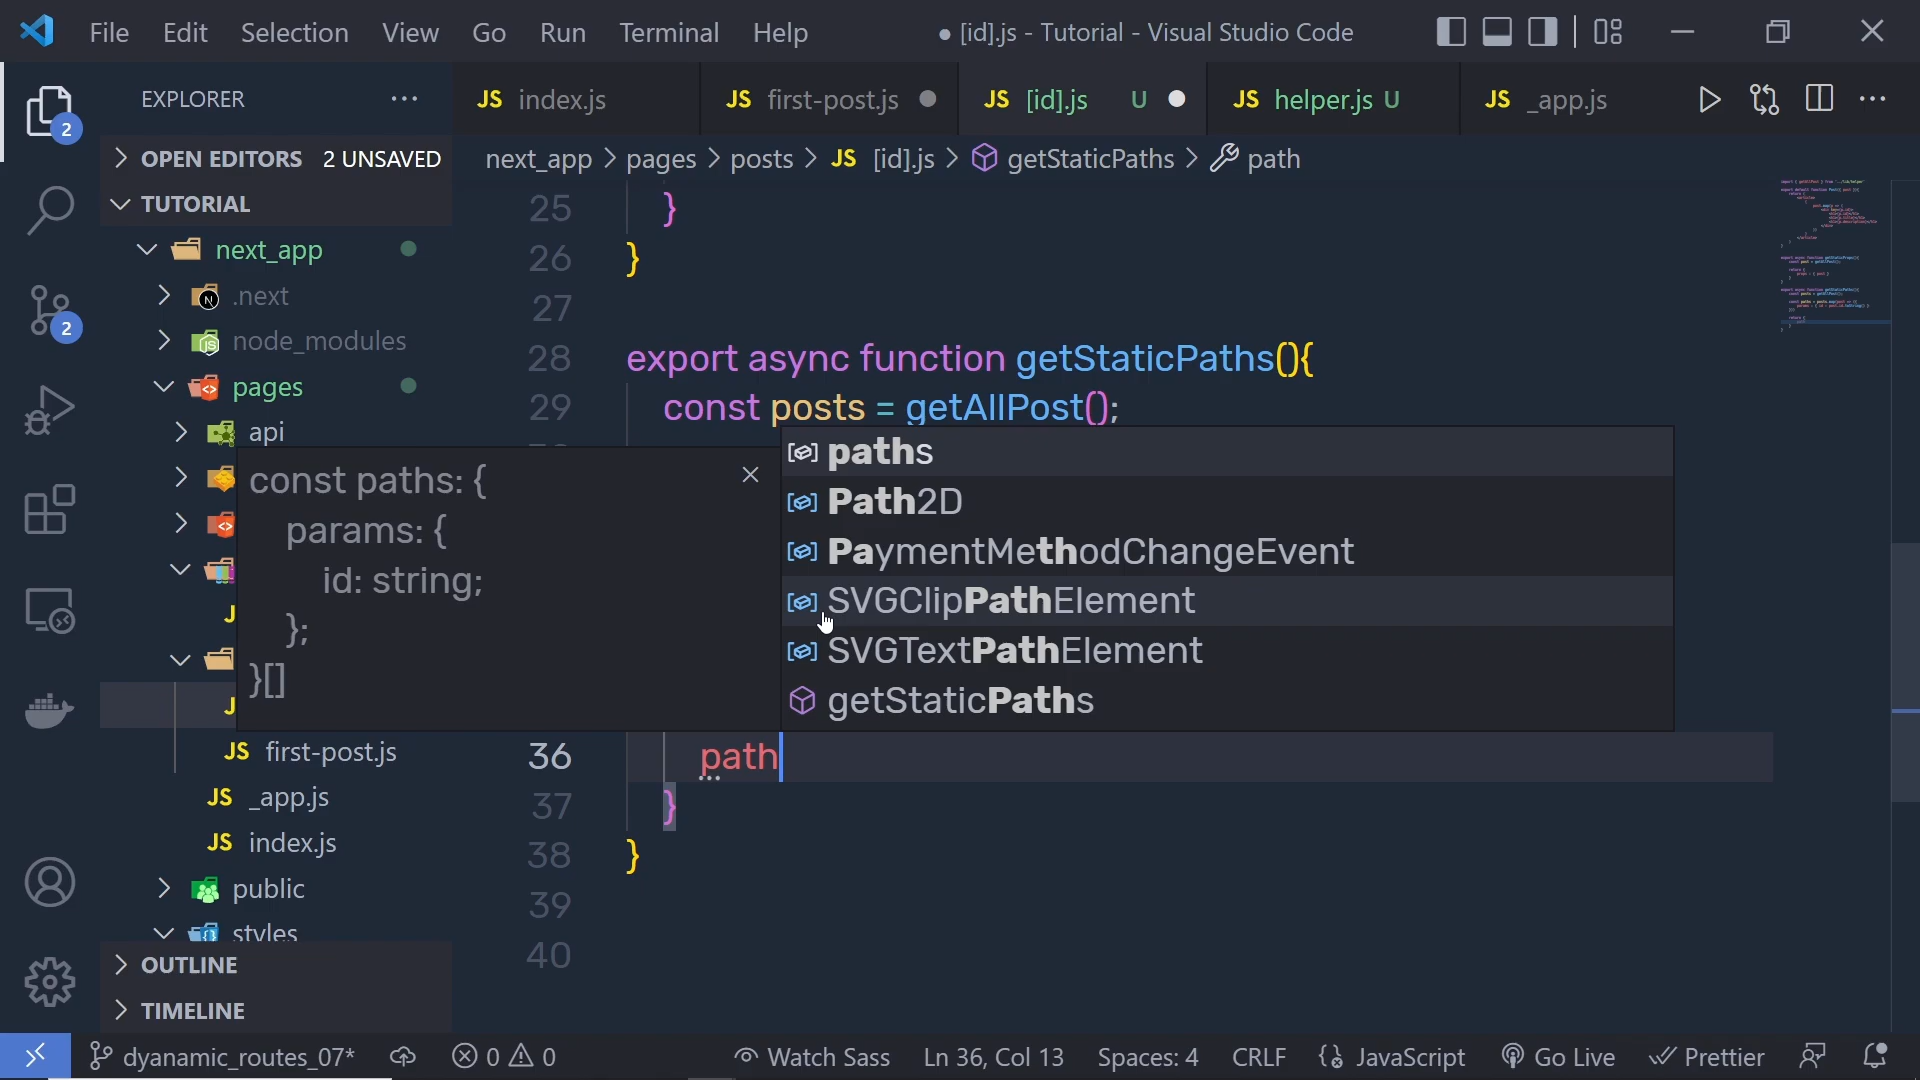 File Edit Selection View Go Run Terminal Help
● [id].js - Tutorial - Visual Studio Code
EXPLORER ...
JS index.js
JS first-post.js
JS [id].js U
JS helper.js U
JS _app.js
2
OPEN EDITORS 2 UNSAVED
next_app > pages > posts > JS [id].js > getStaticPaths > path
TUTORIAL
next_app
.next
node_modules
pages
api
JS first-post.js
JS _app.js
JS index.js
public
styles
OUTLINE
TIMELINE
2
25 }
26 }
27
28 export async function getStaticPaths(){
29 const posts = getAllPost();
const paths: {
params: {
id: string;
};
}[]
paths
Path2D
PaymentMethodChangeEvent
SVGClipPathElement
SVGTextPathElement
getStaticPaths
36 path
37 }
38 }
39
40
dyanamic_routes_07* 0 0 Watch Sass Ln 36, Col 13 Spaces: 4 CRLF JavaScript Go Live Prettier